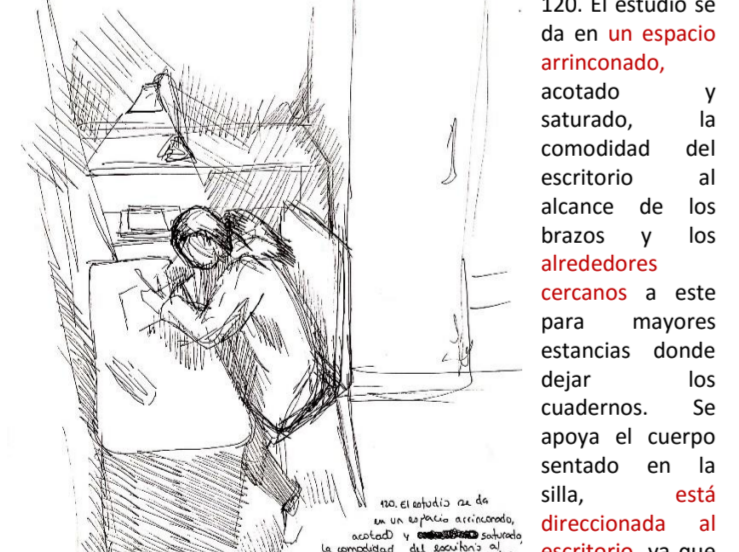 120. El estudio se
da en un espacio
arrinconado,
acotado y
saturado, la
comodidad del
escritorio al
alcance de los
brazos y los
alrededores
cercanos a este
para mayores
estancias donde
dejar los
cuadernos. Se
apoya el cuerpo
sentado en la
silla, está
direccionada al
escritorio, ya que
120. El estudio se da
en un espacio arrinconado,
acotado y saturado,
la comodidad del escritorio al